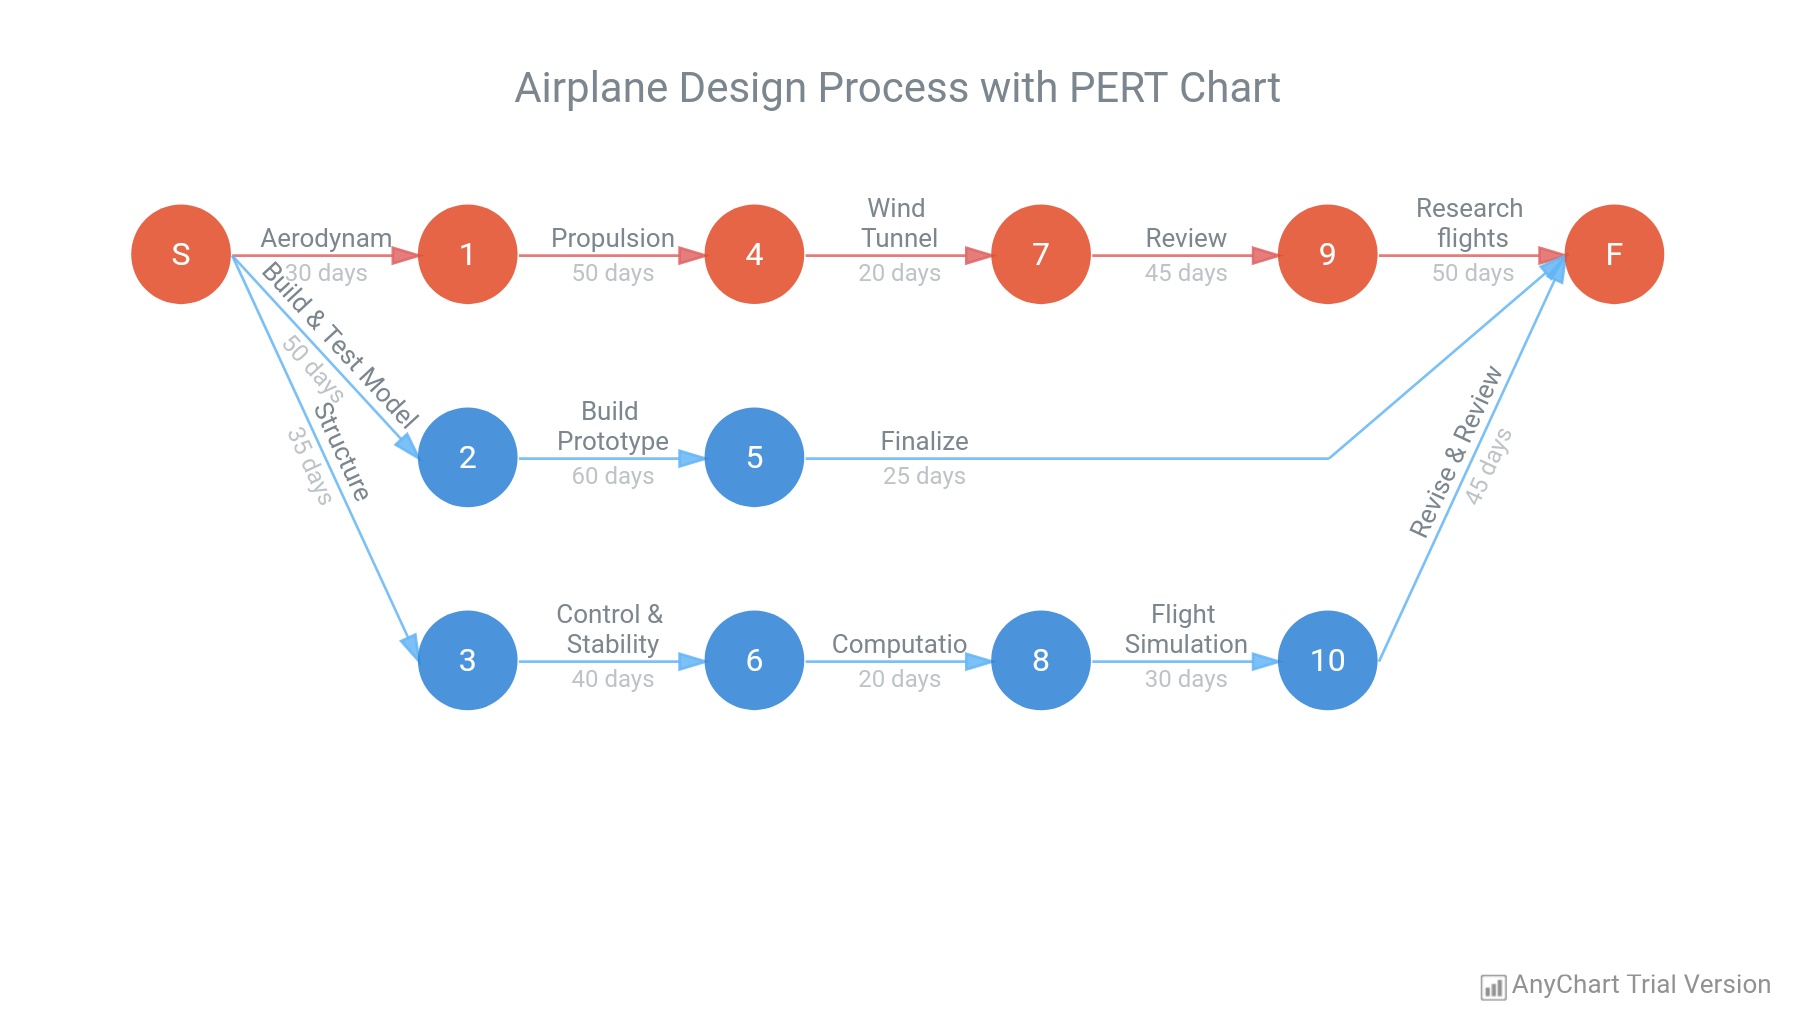 Airplane Design Process with PERT Chart
S
Aerodynam
30 days
1
Propulsion
50 days
4
Wind
Tunnel
20 days
7
Review
45 days
9
Research
flights
50 days
F
Build & Test Model
50 days
2
Build
Prototype
60 days
5
Finalize
25 days
Structure
35 days
3
Control &
Stability
40 days
6
Computatio
20 days
8
Flight
Simulation
30 days
10
Revise & Review
45 days
AnyChart Trial Version